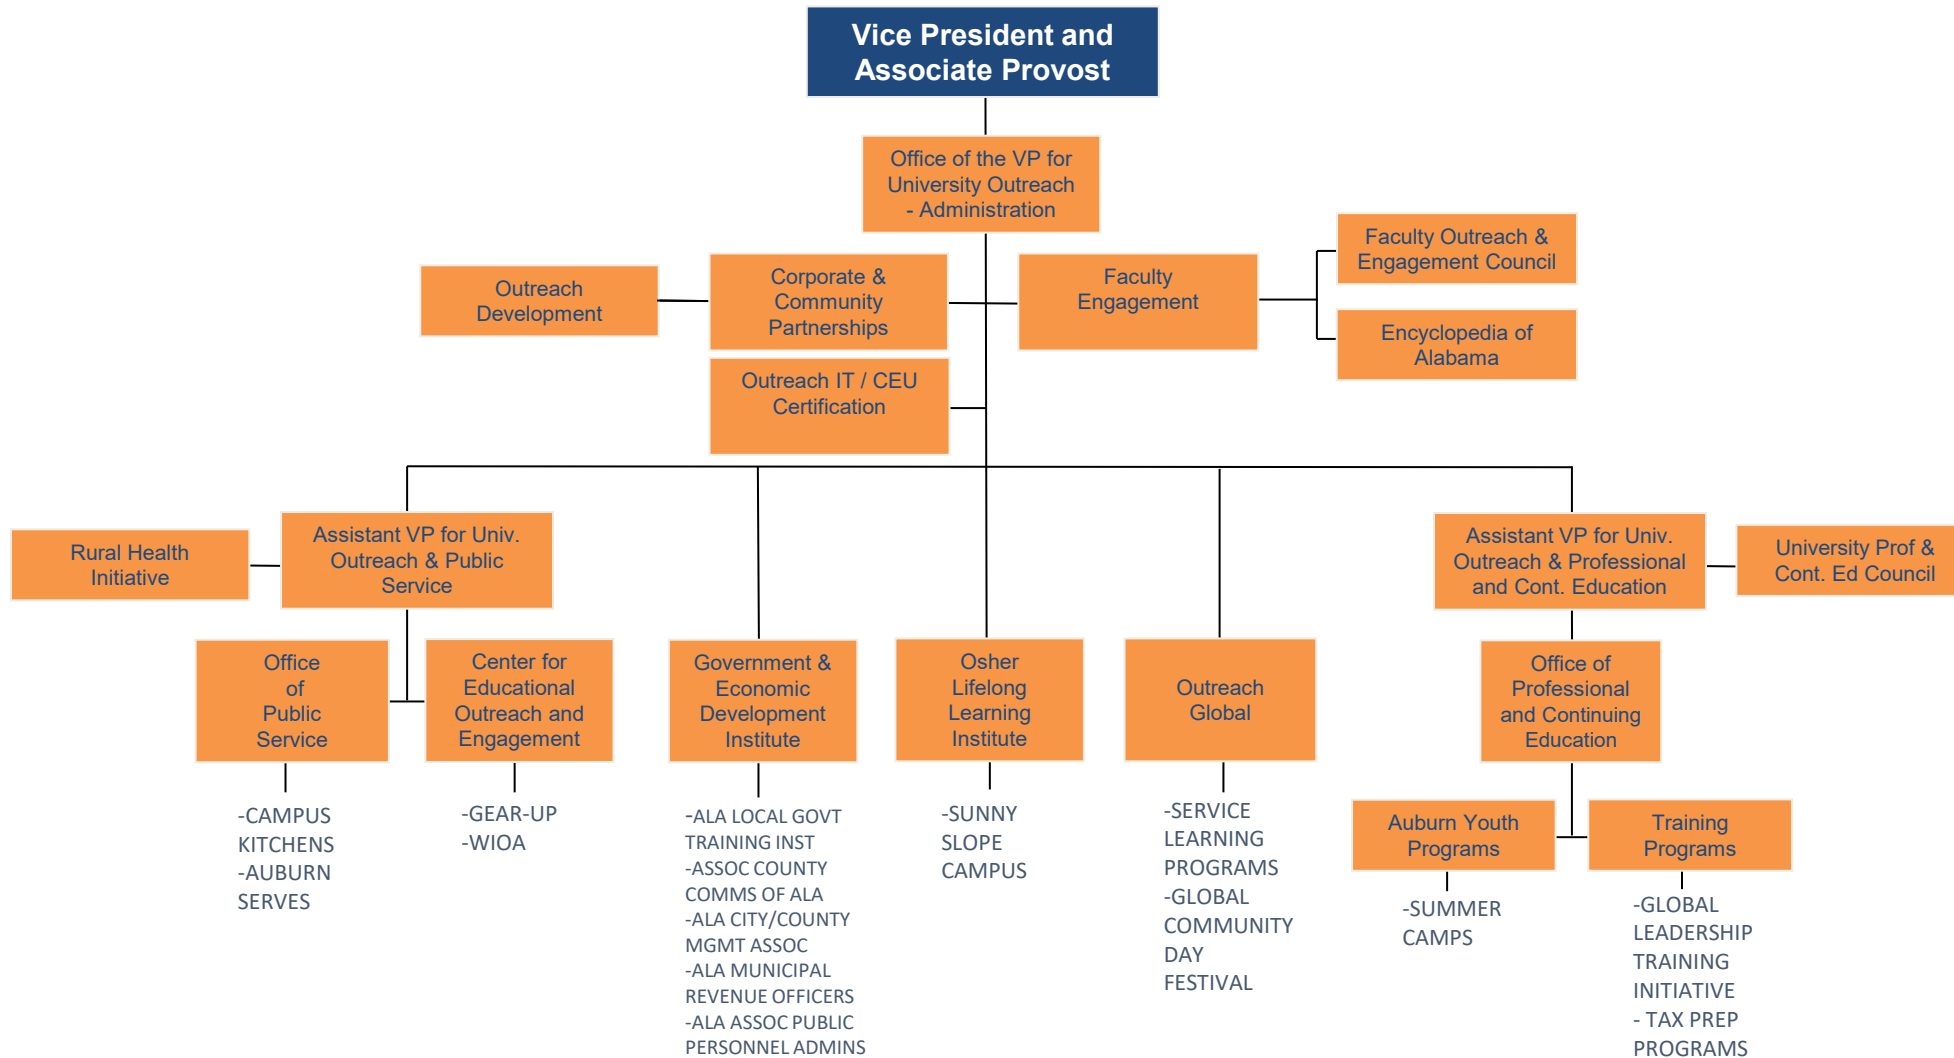 Vice President and
Associate Provost
Office of the VP for
University Outreach
- Administration
Outreach
Development
Corporate &
Community
Partnerships
Faculty
Engagement
Faculty Outreach &
Engagement Council
Encyclopedia of
Alabama
Outreach IT / CEU
Certification
Rural Health
Initiative
Assistant VP for Univ.
Outreach & Public
Service
Assistant VP for Univ.
Outreach & Professional
and Cont. Education
University Prof &
Cont. Ed Council
Office
of
Public
Service
Center for
Educational
Outreach and
Engagement
Government &
Economic
Development
Institute
Osher
Lifelong
Learning
Institute
Outreach
Global
Office of
Professional
and Continuing
Education
-CAMPUS
KITCHENS
-AUBURN
SERVES
-GEAR-UP
-WIOA
-ALA LOCAL GOVT
TRAINING INST
-ASSOC COUNTY
COMMS OF ALA
-ALA CITY/COUNTY
MGMT ASSOC
-ALA MUNICIPAL
REVENUE OFFICERS
-ALA ASSOC PUBLIC
PERSONNEL ADMINS
-SUNNY
SLOPE
CAMPUS
-SERVICE
LEARNING
PROGRAMS
-GLOBAL
COMMUNITY
DAY
FESTIVAL
Auburn Youth
Programs
Training
Programs
-SUMMER
CAMPS
-GLOBAL
LEADERSHIP
TRAINING
INITIATIVE
- TAX PREP
PROGRAMS